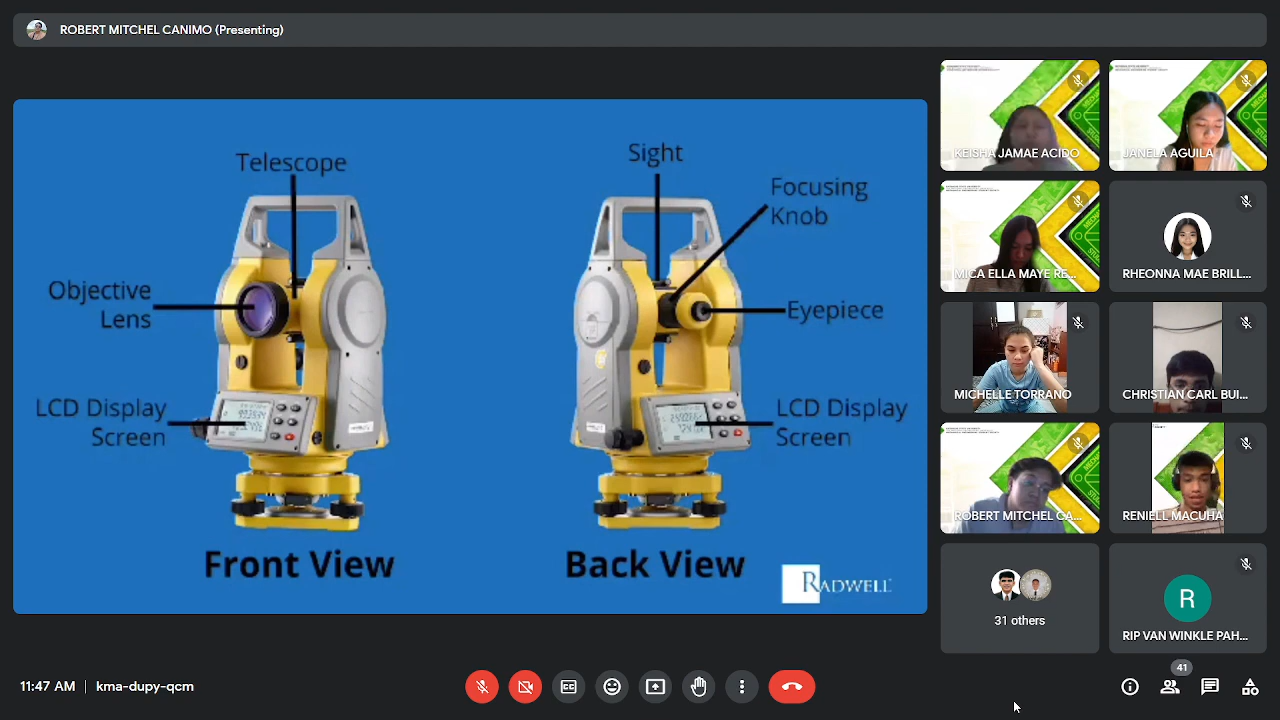 ROBERT MITCHEL CANIMO (Presenting)
Telescope
Objective
Lens
LCD Display
Screen
Front View
Sight
Focusing
Knob
Eyepiece
LCD Display
Screen
Back View
RADWELL
KEISHA JAMAE ACIDO
JANELA AGUILA
MICA ELLA MAYE RE...
RHEONNA MAE BRILL...
MICHELLE TORRANO
CHRISTIAN CARL BUI...
ROBERT MITCHEL CA...
RENIELL MACUHA
31 others
R
RIP VAN WINKLE PAH...
11:47 AM | kma-dupy-qcm
41